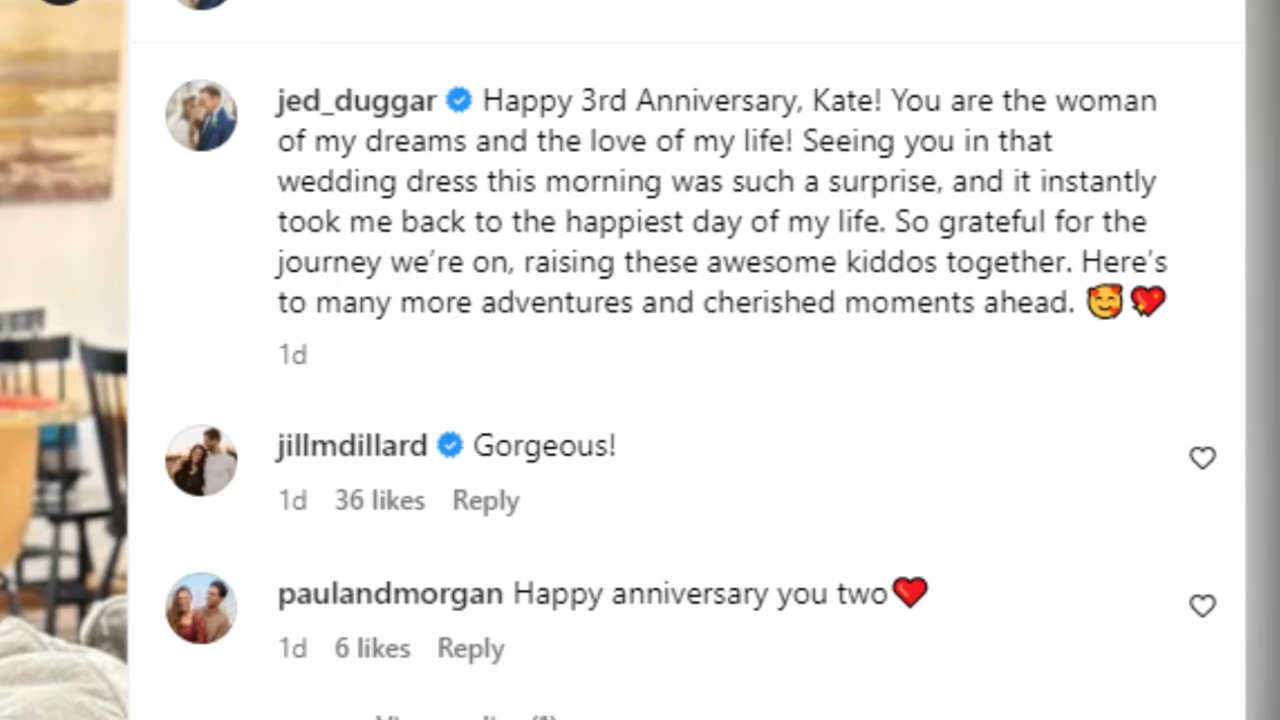 jed_duggar Happy 3rd Anniversary, Kate! You are the woman
of my dreams and the love of my life! Seeing you in that
wedding dress this morning was such a surprise, and it instantly
took me back to the happiest day of my life. So grateful for the
journey we’re on, raising these awesome kiddos together. Here’s
to many more adventures and cherished moments ahead. 🥰💖
1d
jillmdillard Gorgeous!
1d 36 likes Reply
paulandmorgan Happy anniversary you two❤️
1d 6 likes Reply